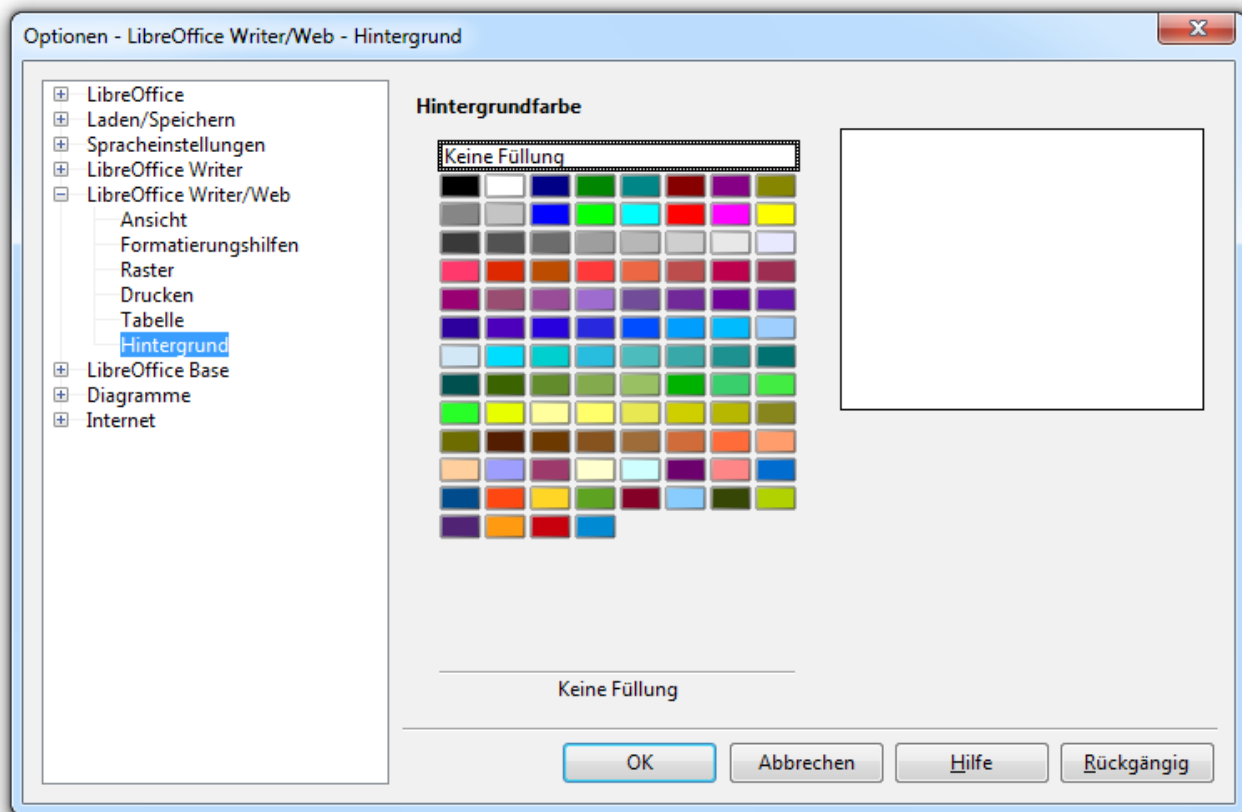 Optionen - LibreOffice Writer/Web - Hintergrund
LibreOffice
Laden/Speichern
Spracheinstellungen
LibreOffice Writer
LibreOffice Writer/Web
Ansicht
Formatierungshilfen
Raster
Drucken
Tabelle
Hintergrund
LibreOffice Base
Diagramme
Internet
Hintergrundfarbe
Keine Füllung
Keine Füllung
OK
Abbrechen
Hilfe
Rückgängig